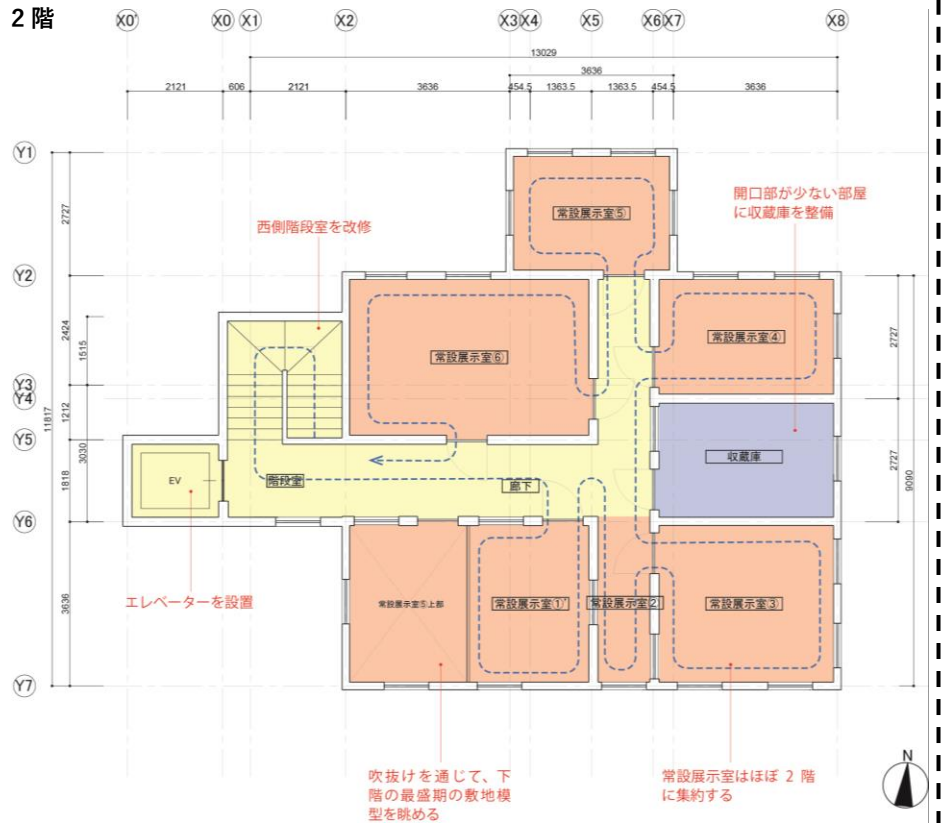 2階
X0' X0 X1 X2 X3 X4 X5 X6 X7 X8
13029
3636
2121 606 2121 3636 454.5 1363.5 1363.5 454.5 3636
Y1
開口部が少ない部屋
に収蔵庫を整備
2727
常設展示室⑤
西側階段室を改修
Y2
2424
1515
2727
常設展示室④
常設展示室⑥
Y3
Y4
11817
1212
3030
Y5
収蔵庫
2727
9090
1818
EV
階段室
廊下
Y6
エレベーターを設置
3636
常設展示室⑤上部
常設展示室①'
常設展示室②
常設展示室③
Y7
吹抜けを通じて、下
階の最盛期の敷地模
型を眺める
常設展示室はほぼ 2 階
に集約する
N